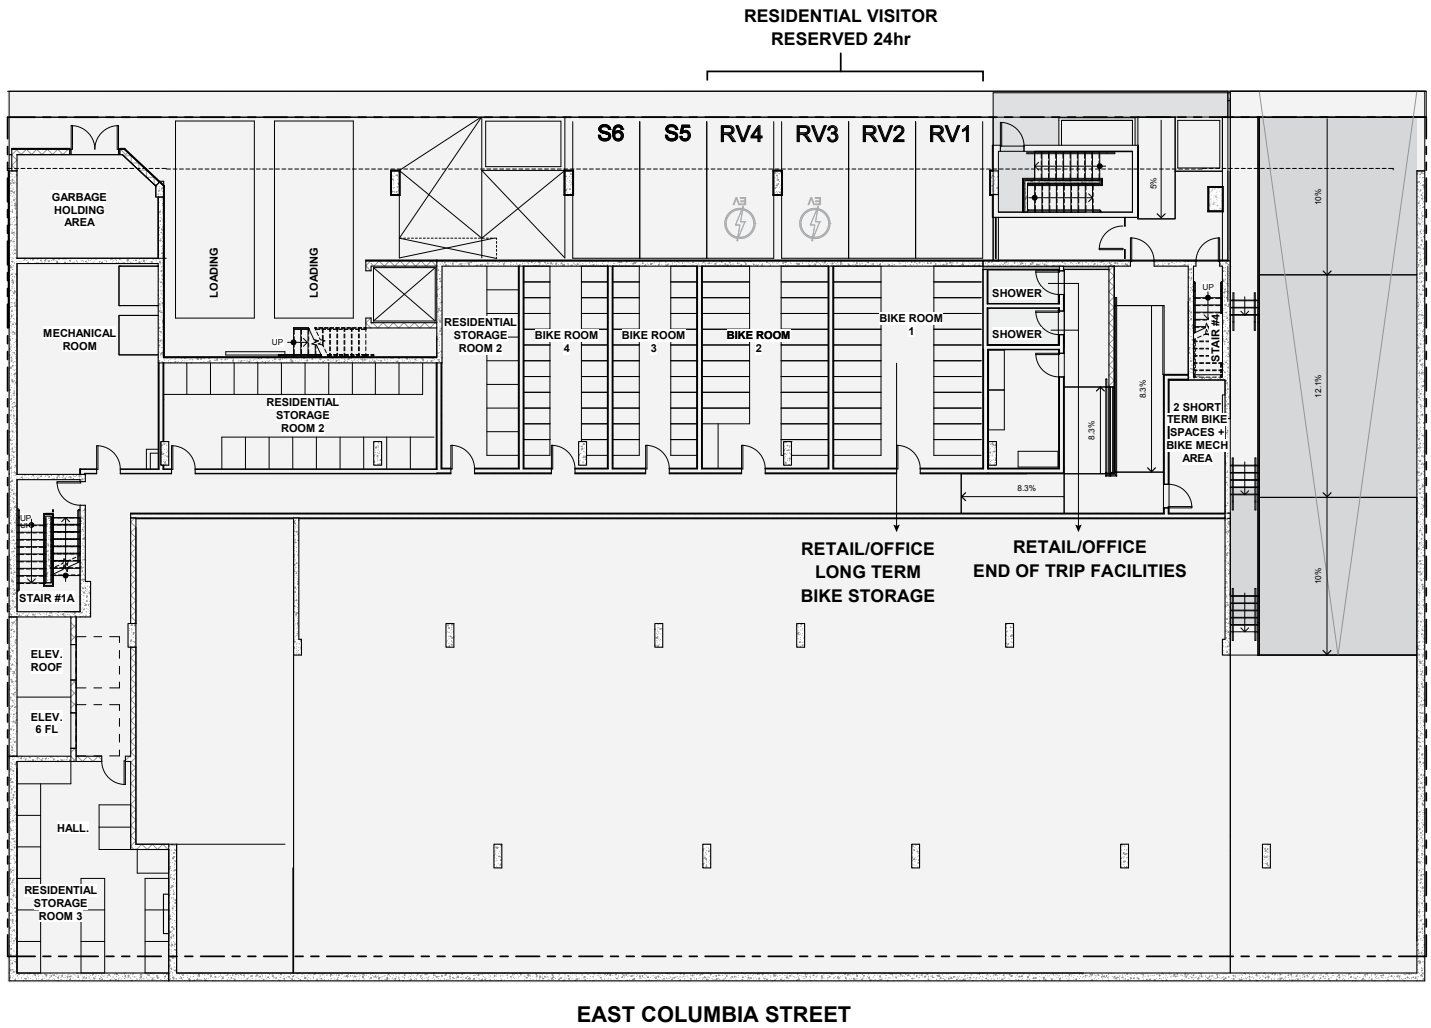 RESIDENTIAL VISITOR
RESERVED 24hr
S6
S5
RV4
RV3
RV2
RV1
EV
EV
5%
10%
GARBAGE
HOLDING
AREA
LOADING
LOADING
MECHANICAL
ROOM
UP
RESIDENTIAL
STORAGE
ROOM 2
BIKE ROOM
4
BIKE ROOM
3
BIKE ROOM
2
BIKE ROOM
1
SHOWER
SHOWER
UP
STAIR #4
RESIDENTIAL
STORAGE
ROOM 2
8.3%
8.3%
12.1%
2 SHORT
TERM BIKE
SPACES +
BIKE MECH
AREA
8.3%
UP
STAIR #1A
RETAIL/OFFICE
LONG TERM
BIKE STORAGE
RETAIL/OFFICE
END OF TRIP FACILITIES
10%
ELEV.
ROOF
ELEV.
6 FL
HALL.
RESIDENTIAL
STORAGE
ROOM 3
EAST COLUMBIA STREET